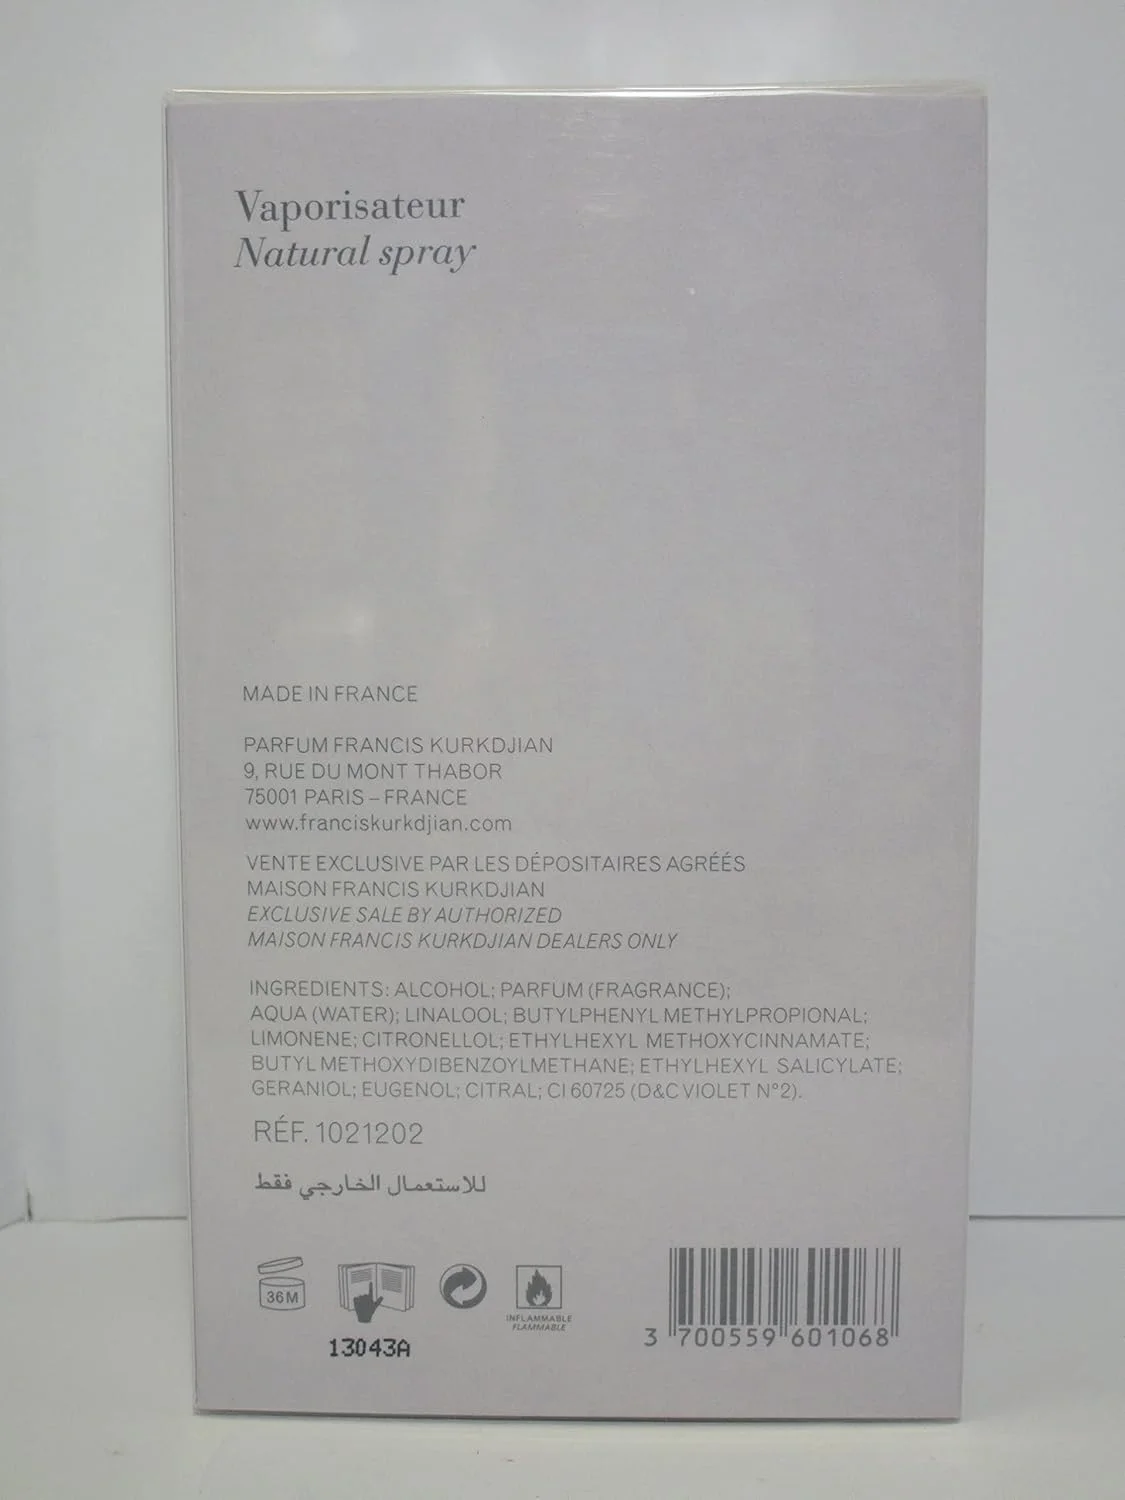 Vaporisateur
Natural spray
MADE IN FRANCE
PARFUM FRANCIS KURKDJIAN
9, RUE DU MONT THABOR
75001 PARIS – FRANCE
www.franciskurkdjian.com
VENTE EXCLUSIVE PAR LES DÉPOSITAIRES AGRÉÉS
MAISON FRANCIS KURKDJIAN
EXCLUSIVE SALE BY AUTHORIZED
MAISON FRANCIS KURKDJIAN DEALERS ONLY
INGREDIENTS: ALCOHOL; PARFUM (FRAGRANCE);
AQUA (WATER); LINALOOL; BUTYLPHENYL METHYLPROPIONAL;
LIMONENE; CITRONELLOL; ETHYLHEXYL METHOXYCINNAMATE;
BUTYL METHOXYDIBENZOYLMETHANE; ETHYLHEXYL SALICYLATE;
GERANIOL; EUGENOL; CITRAL; CI 60725 (D&C VIOLET N°2).
RÉF. 1021202
للاستعمال الخارجي فقط
36M
INFLAMMABLE
FLAMMABLE
13043A
3 700559 601068